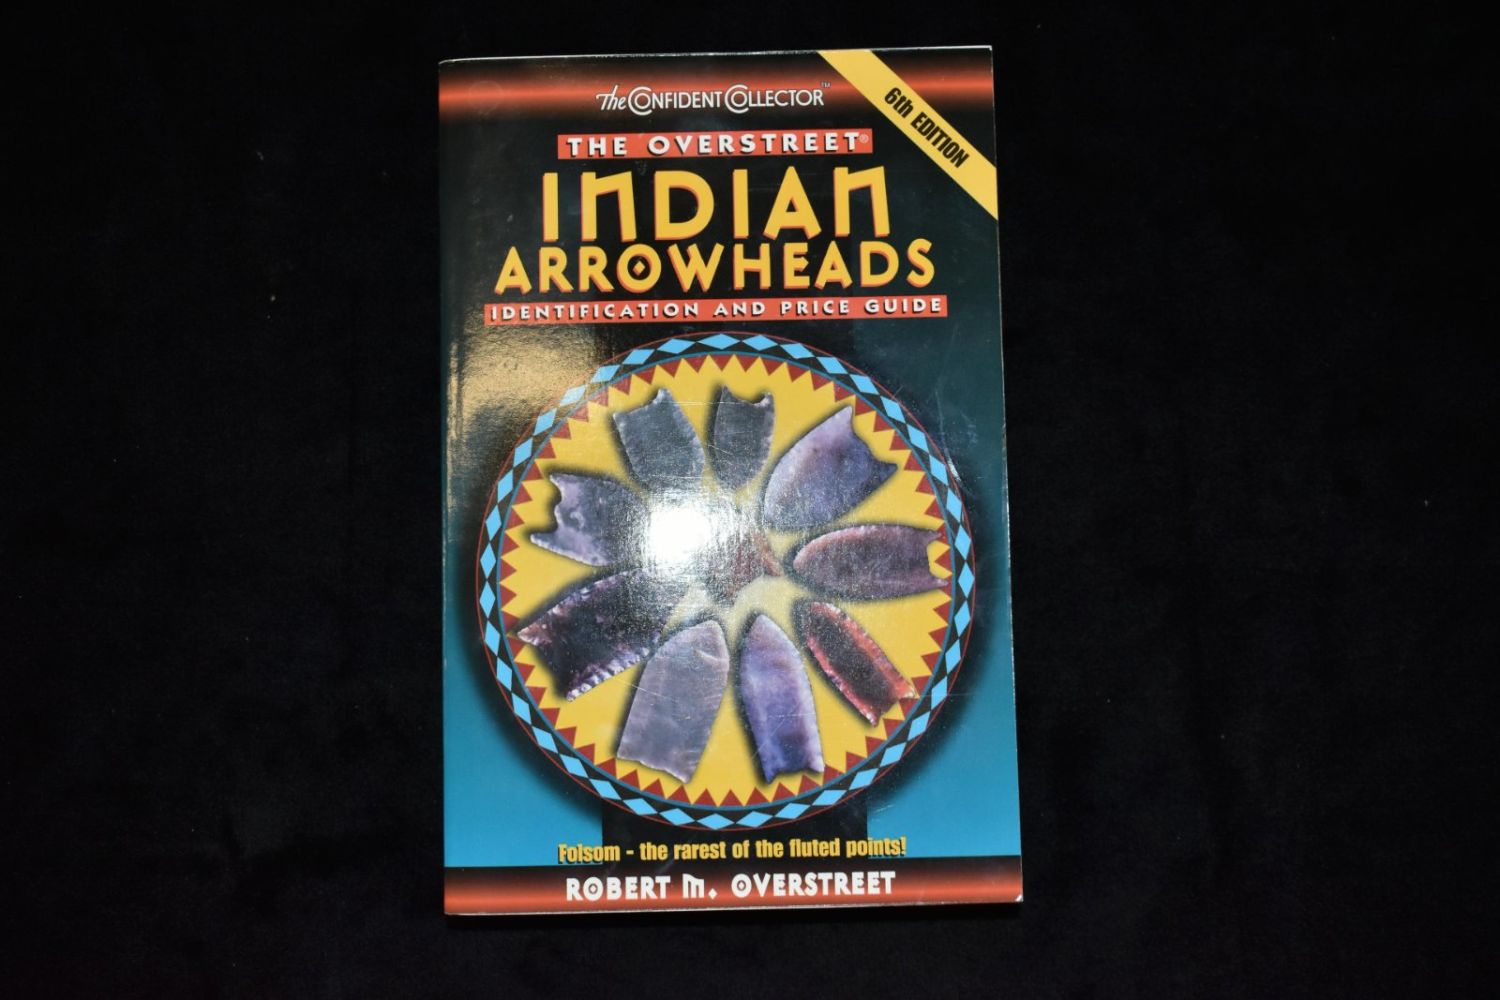 The Confident Collector™
6th EDITION
THE OVERSTREET®
INDIAN
ARROWHEADS
IDENTIFICATION AND PRICE GUIDE
Folsom - the rarest of the fluted points!
ROBERT M. OVERSTREET